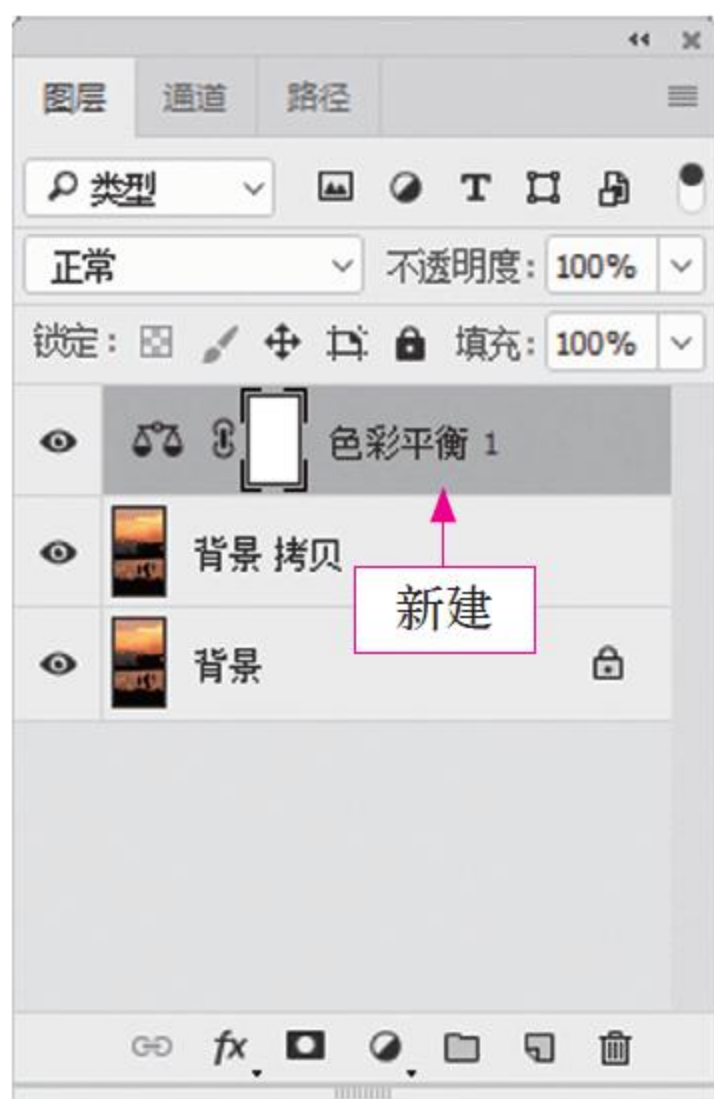 图层 通道 路径
类型 T
正常 不透明度: 100%
锁定: 填充: 100%
色彩平衡 1
背景 拷贝
新建
背景
fx